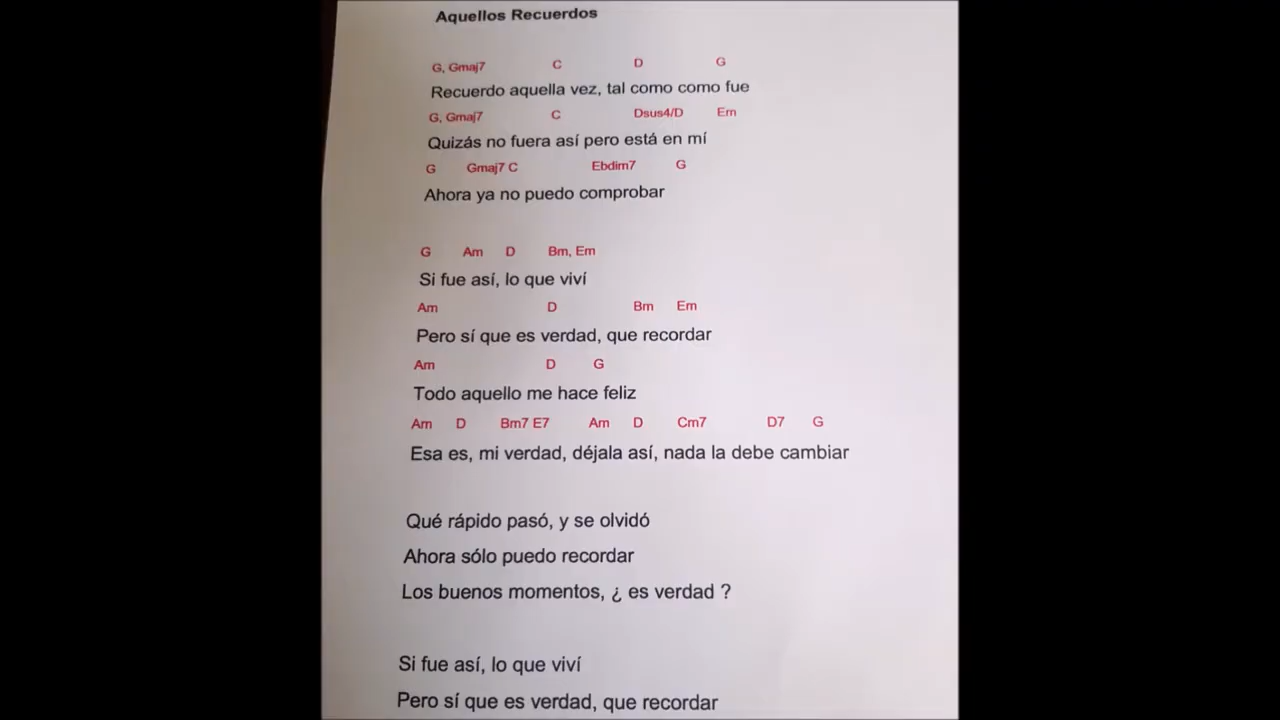 Aquellos Recuerdos
G, Gmaj7 C D G
Recuerdo aquella vez, tal como como fue
G, Gmaj7 C Dsus4/D Em
Quizás no fuera así pero está en mí
G Gmaj7 C Ebdim7 G
Ahora ya no puedo comprobar
G Am D Bm, Em
Si fue así, lo que viví
Am D Bm Em
Pero sí que es verdad, que recordar
Am D G
Todo aquello me hace feliz
Am D Bm7 E7 Am D Cm7 D7 G
Esa es, mi verdad, déjala así, nada la debe cambiar
Qué rápido pasó, y se olvidó
Ahora sólo puedo recordar
Los buenos momentos, ¿ es verdad ?
Si fue así, lo que viví
Pero sí que es verdad, que recordar